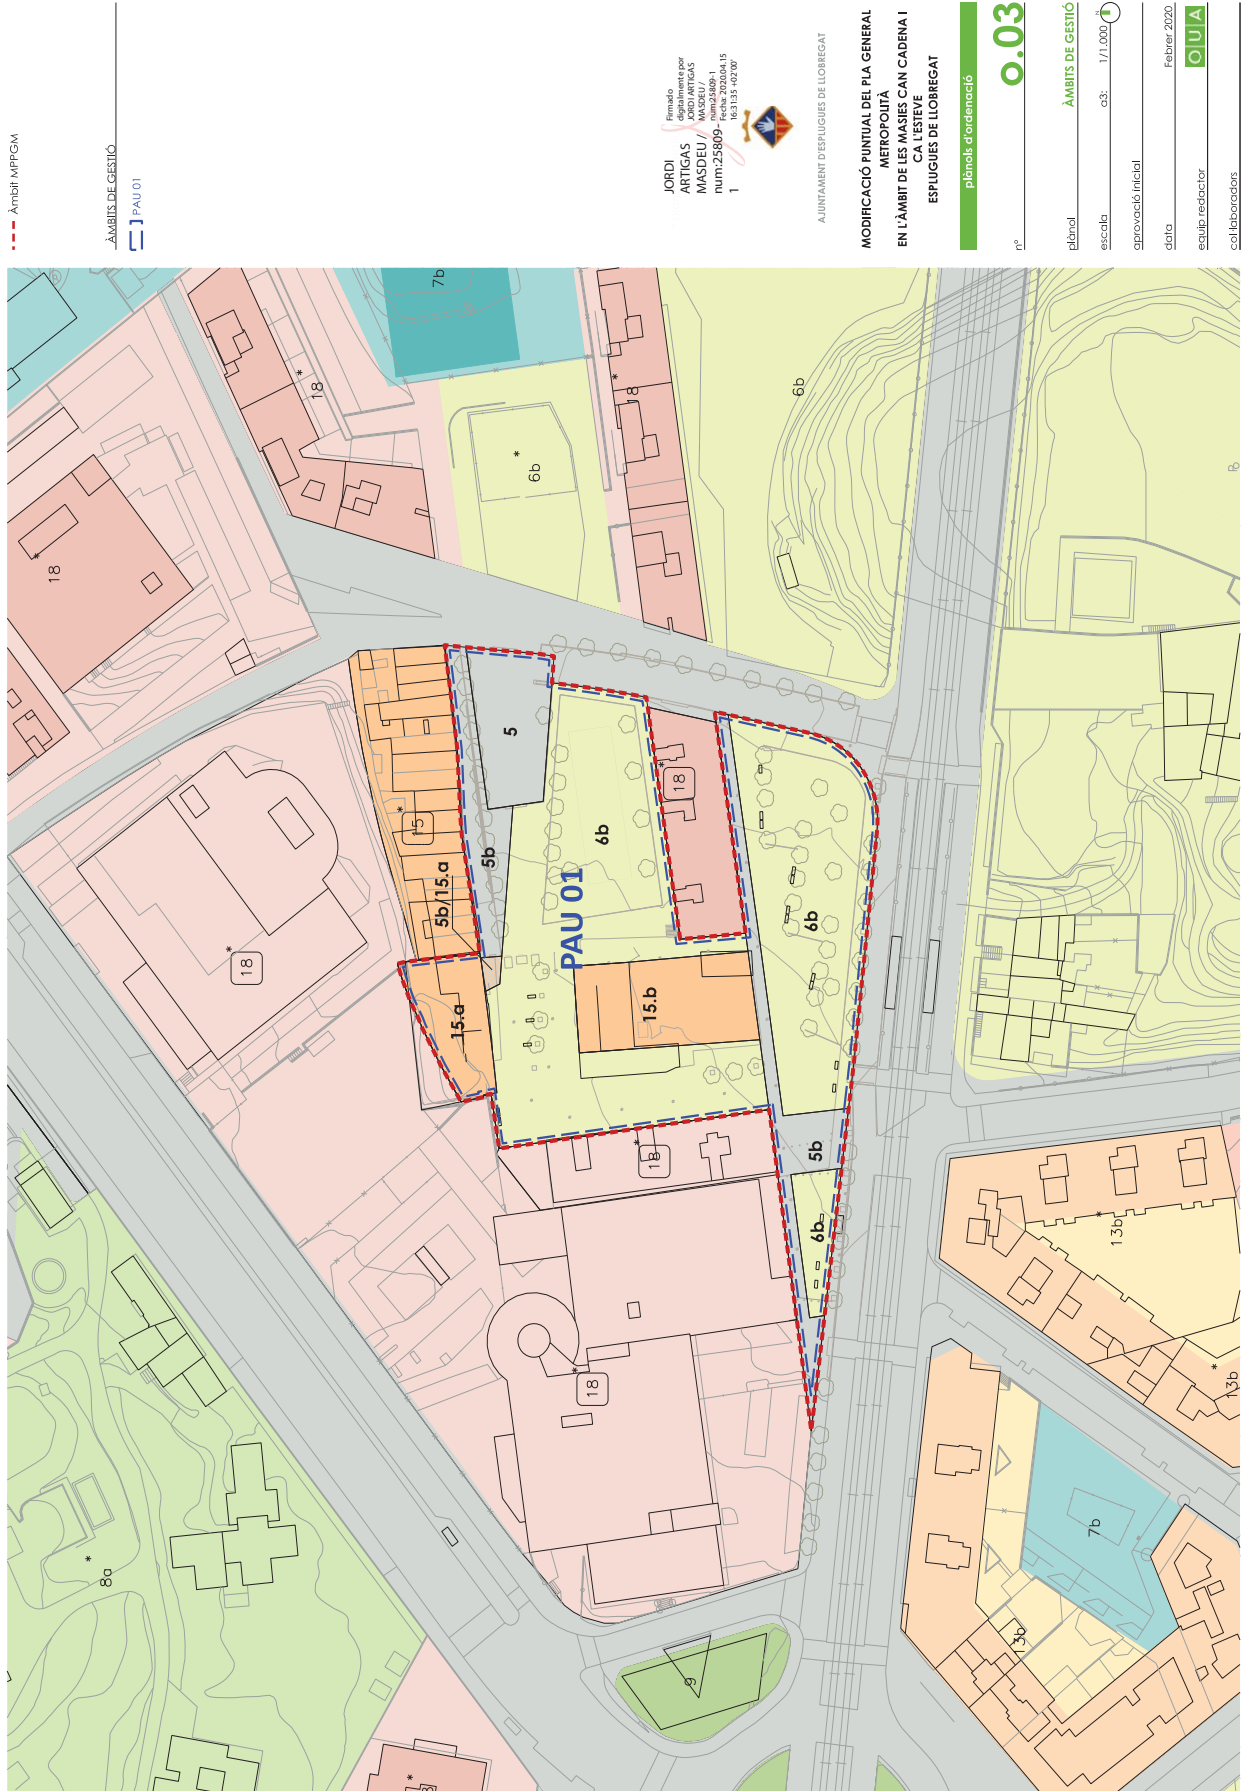 Àmbit MPPGM
ÀMBITS DE GESTIÓ
PAU 01
JORDI
ARTIGAS
MASDEU /
num:25809-
1
Firmado
digitalmente por
JORDI ARTIGAS
MASDEU /
num:25809-1
Fecha: 2020.04.15
16:31:35 +02'00'
AJUNTAMENT D'ESPLUGUES DE LLOBREGAT
MODIFICACIÓ PUNTUAL DEL PLA GENERAL
METROPOLITÀ
EN L'ÀMBIT DE LES MASIES CAN CADENA I
CA L'ESTEVE
ESPLUGUES DE LLOBREGAT
plànols d'ordenació
nº
o.03
plànol
ÀMBITS DE GESTIÓ
escala
a3:
1/1.000
N
aprovació inicial
data
Febrer 2020
equip redactor
O|U|A
col·laboradors
7b
18
*
18
*
6b
*
18
*
6b
5
5b
6b
PAU 01
18
*
15
*
5b/15.a
15.a
15.b
6b
18
*
18
*
5b
6b
18
*
8a
*
9
13b
*
13b
*
7b
13b
*